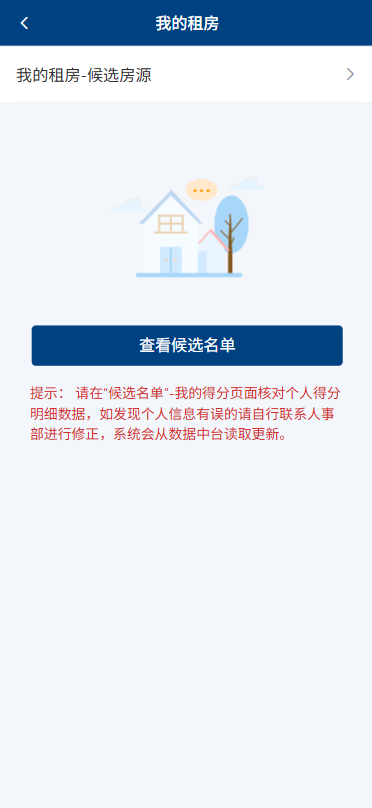 我的租房
我的租房-候选房源
查看候选名单
提示： 请在“候选名单”-我的得分页面核对个人得分
明细数据，如发现个人信息有误的请自行联系人事
部进行修正，系统会从数据中台读取更新。